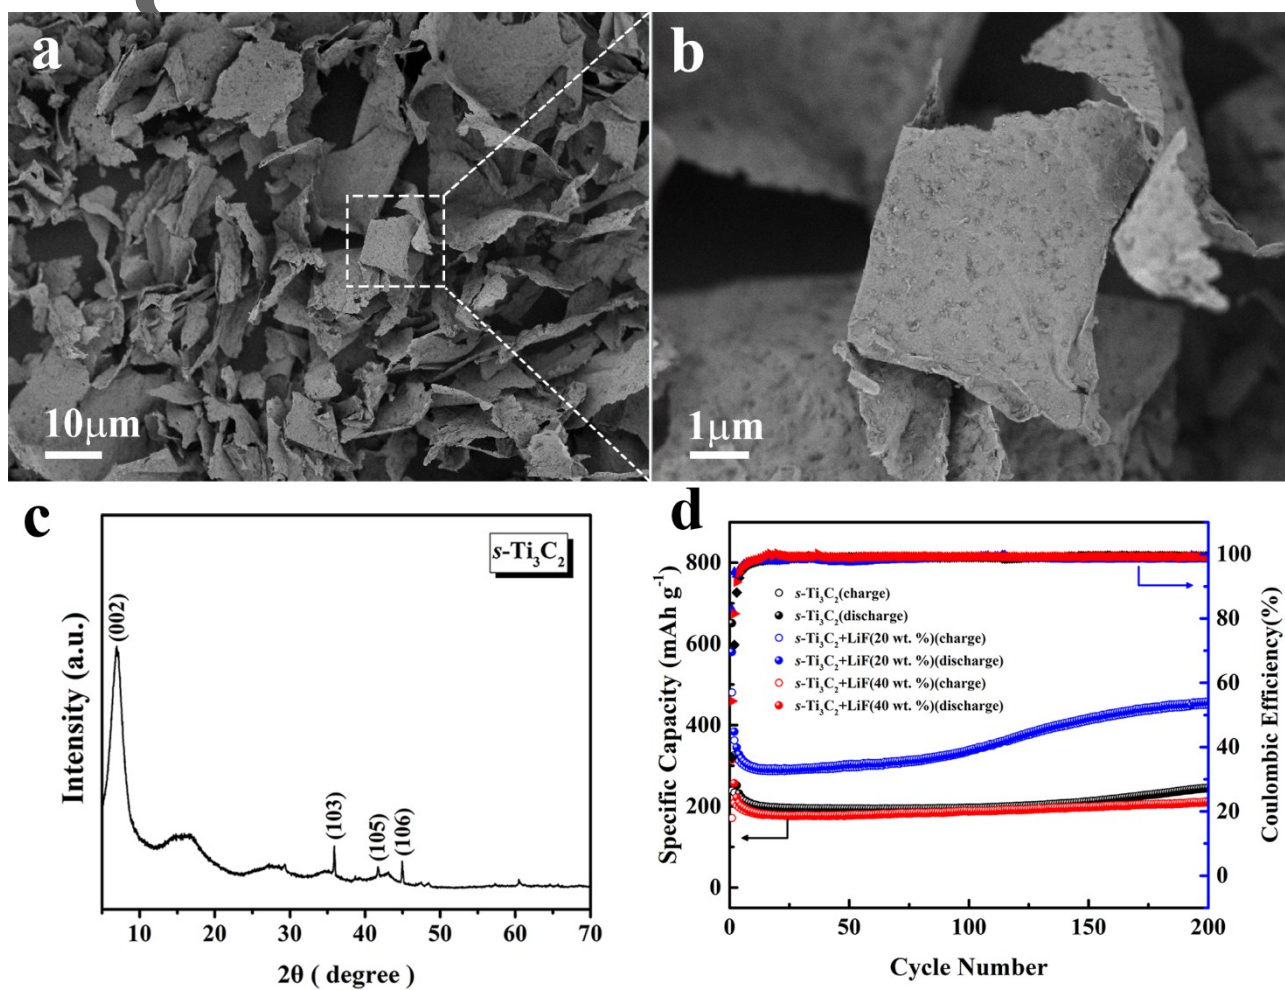 a
10μm
b
1μm
c
s-Ti₃C₂
(002)
(103)
(105)
(106)
Intensity (a.u.)
10 20 30 40 50 60 70
2θ ( degree )
d
800
600
400
200
0
Specific Capacity (mAh g⁻¹)
s-Ti₃C₂(charge)
s-Ti₃C₂(discharge)
s-Ti₃C₂+LiF(20 wt. %)(charge)
s-Ti₃C₂+LiF(20 wt. %)(discharge)
s-Ti₃C₂+LiF(40 wt. %)(charge)
s-Ti₃C₂+LiF(40 wt. %)(discharge)
100
80
60
40
20
0
Coulombic Efficiency(%)
0 50 100 150 200
Cycle Number